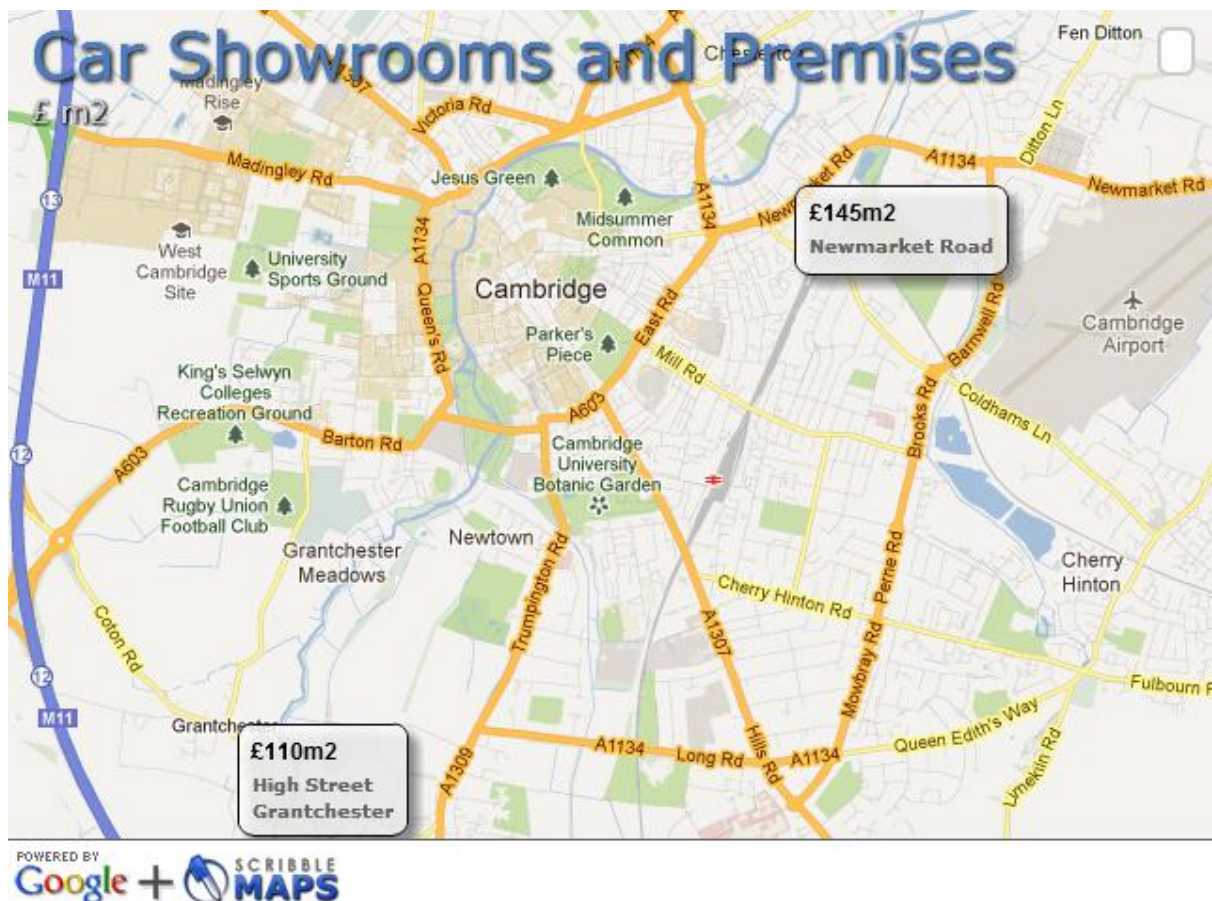 Car Showrooms and Premises
£ m2
Fen Ditton
Chesterton
A1307
A1134
Madingley
Rise
Victoria Rd
Ditton Ln
Madingley Rd
Jesus Green
A1134
Newmarket Rd
A1134
Newmarket Rd
13
Midsummer
Common
£145m2
Newmarket Road
West
Cambridge
Site
University
Sports Ground
A1134
M11
Queen's Rd
Cambridge
East Rd
Barnwell Rd
Cambridge
Airport
Parker's
Piece
Mill Rd
King's Selwyn
Colleges
Recreation Ground
A603
Brooks Rd
Coldhams Ln
Barton Rd
A603
12
Cambridge
University
Botanic Garden
Cambridge
Rugby Union
Football Club
Newtown
Grantchester
Meadows
Trumpington Rd
Perne Rd
Cherry
Hinton
Cherry Hinton Rd
Coton Rd
A1307
Mowbray Rd
12
Fulbourn R
M11
Grantchester
Queen Edith's Way
£110m2
High Street
Grantchester
A1309
A1134
Long Rd
Hills Rd
A1134
Limekiln Rd
POWERED BY
Google + SCRIBBLE
MAPS